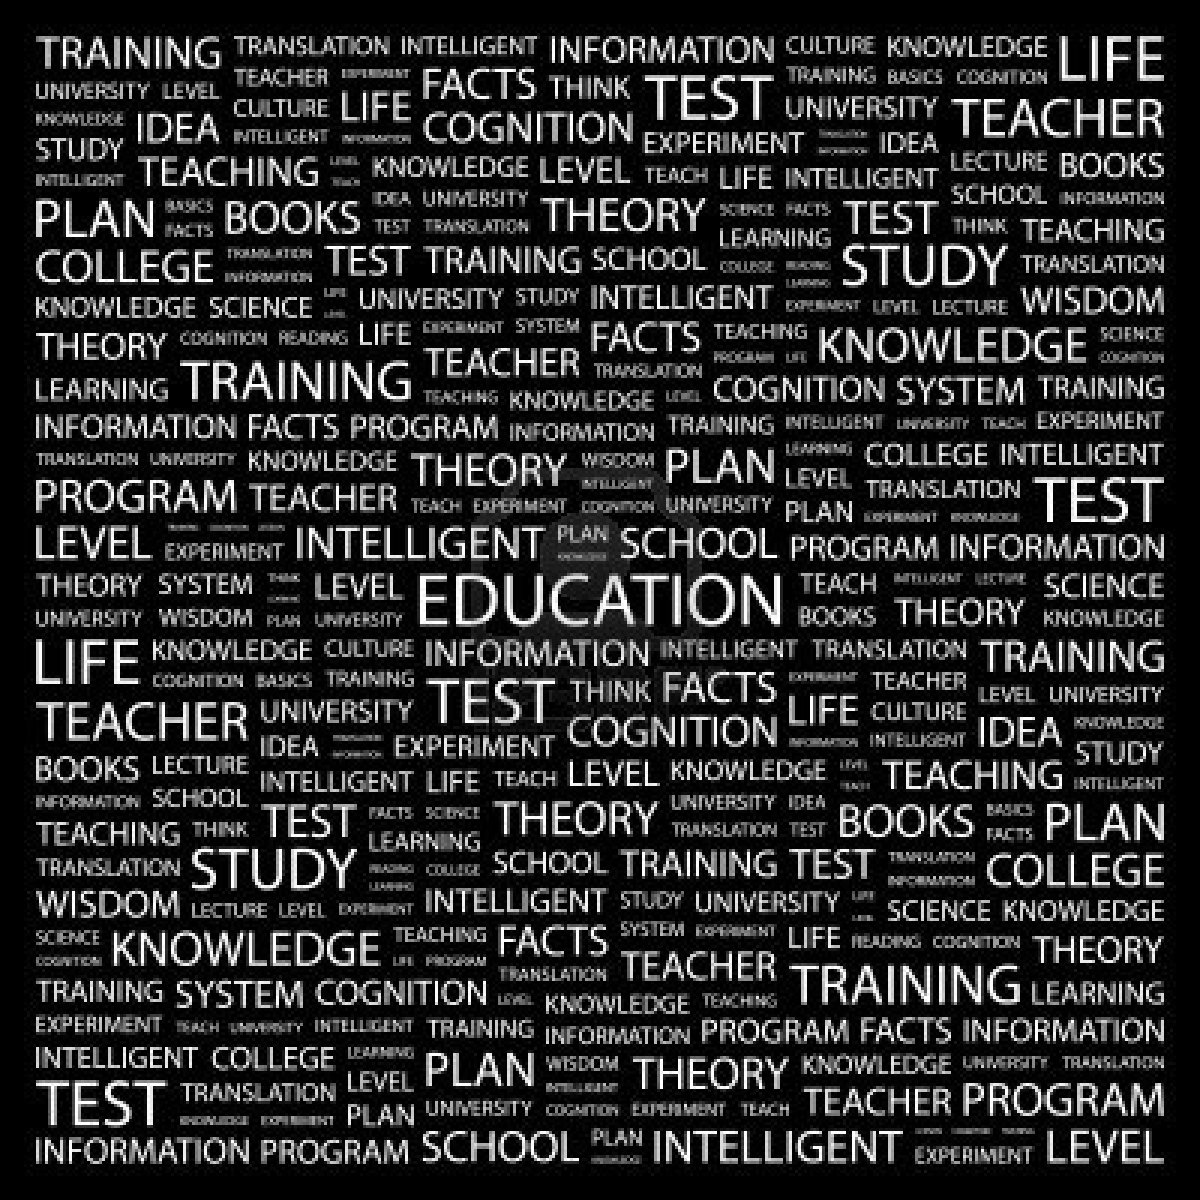 TRAINING TRANSLATION INTELLIGENT INFORMATION CULTURE KNOWLEDGE LIFE
UNIVERSITY LEVEL TEACHER EXPERIMENT FACTS THINK TEST TRAINING BASICS COGNITION
KNOWLEDGE IDEA CULTURE LIFE COGNITION UNIVERSITY TEACHER
STUDY INTELLIGENT INFORMATION EXPERIMENT TRANSLATION INFORMATION IDEA
INTELLIGENT TEACHING LEVEL TEACH KNOWLEDGE LEVEL TEACH LIFE INTELLIGENT LECTURE BOOKS
PLAN BASICS FACTS BOOKS IDEA UNIVERSITY THEORY SCIENCE FACTS TEST SCHOOL INFORMATION
TEST TRANSLATION LEARNING THINK TEACHING
COLLEGE TRANSLATION INFORMATION TEST TRAINING SCHOOL COLLEGE READING LEARNING STUDY TRANSLATION
KNOWLEDGE SCIENCE LIFE UNIVERSITY STUDY INTELLIGENT EXPERIMENT LEVEL LECTURE WISDOM
THEORY COGNITION READING LIFE EXPERIMENT SYSTEM FACTS TEACHING KNOWLEDGE SCIENCE
TEACHER TRANSLATION PROGRAM LIFE COGNITION
LEARNING TRAINING TEACHING KNOWLEDGE LEVEL COGNITION SYSTEM TRAINING
INFORMATION FACTS PROGRAM INFORMATION TRAINING INTELLIGENT UNIVERSITY TEACH EXPERIMENT
TRANSLATION UNIVERSITY KNOWLEDGE THEORY WISDOM INTELLIGENT PLAN LEARNING COLLEGE INTELLIGENT
PROGRAM TEACHER TEACH EXPERIMENT COGNITION UNIVERSITY LEVEL TRANSLATION TEST
PLAN EXPERIMENT KNOWLEDGE
LEVEL EXPERIMENT INTELLIGENT PLAN KNOWLEDGE SCHOOL PROGRAM INFORMATION
THEORY SYSTEM THINK LEVEL EDUCATION TEACH INTELLIGENT LECTURE SCIENCE
UNIVERSITY WISDOM PLAN UNIVERSITY BOOKS THEORY KNOWLEDGE
LIFE KNOWLEDGE CULTURE INFORMATION INTELLIGENT TRANSLATION TRAINING
COGNITION BASICS TRAINING TEST THINK FACTS EXPERIMENT TEACHER LEVEL UNIVERSITY
TEACHER UNIVERSITY COGNITION LIFE CULTURE IDEA KNOWLEDGE
IDEA TRANSLATION INFORMATION EXPERIMENT INFORMATION INTELLIGENT STUDY
BOOKS LECTURE INTELLIGENT LIFE TEACH LEVEL KNOWLEDGE LEVEL TEACH TEACHING INTELLIGENT
INFORMATION SCHOOL TEST FACTS SCIENCE THEORY UNIVERSITY IDEA BOOKS BASICS FACTS PLAN
TEACHING THINK LEARNING TRANSLATION TEST
TRANSLATION STUDY READING LEARNING COLLEGE SCHOOL TRAINING TEST TRANSLATION INFORMATION COLLEGE
WISDOM LECTURE LEVEL EXPERIMENT INTELLIGENT STUDY UNIVERSITY LIFE SCIENCE KNOWLEDGE
SCIENCE COGNITION KNOWLEDGE TEACHING FACTS SYSTEM EXPERIMENT LIFE READING COGNITION THEORY
LIFE PROGRAM TRANSLATION TEACHER
TRAINING SYSTEM COGNITION LEVEL KNOWLEDGE TEACHING TRAINING LEARNING
EXPERIMENT TEACH UNIVERSITY INTELLIGENT TRAINING INFORMATION PROGRAM FACTS INFORMATION
INTELLIGENT COLLEGE LEARNING PLAN WISDOM INTELLIGENT THEORY KNOWLEDGE UNIVERSITY TRANSLATION
TEST TRANSLATION LEVEL UNIVERSITY COGNITION EXPERIMENT TEACH TEACHER PROGRAM
KNOWLEDGE EXPERIMENT PLAN
INFORMATION PROGRAM SCHOOL PLAN KNOWLEDGE INTELLIGENT EXPERIMENT LEVEL